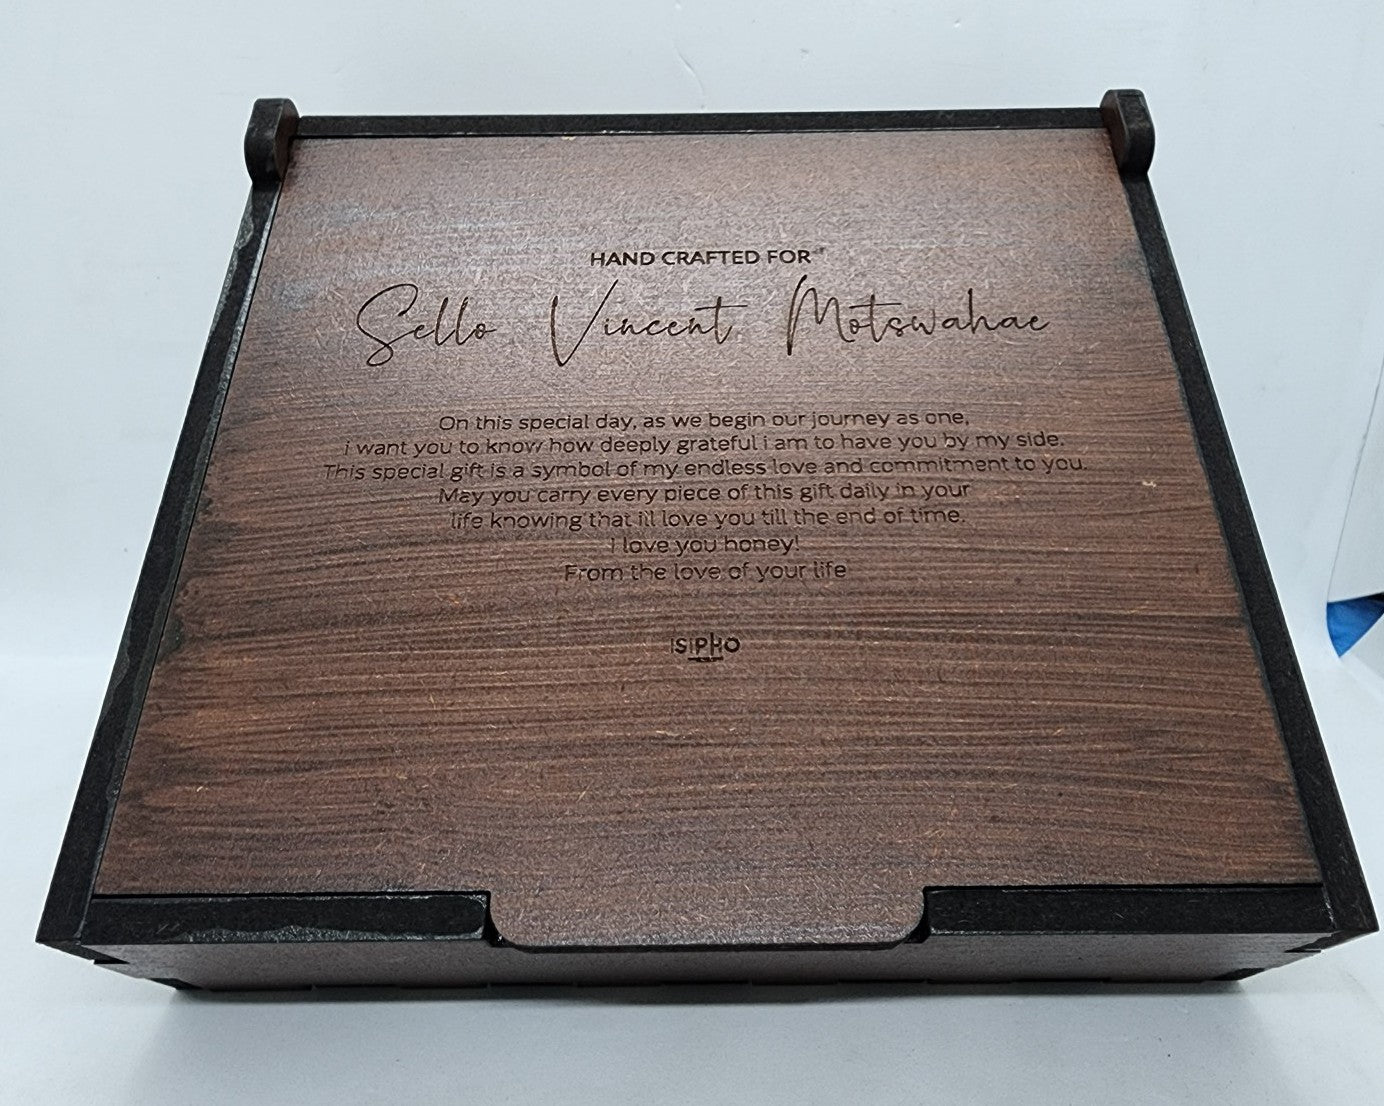 HAND CRAFTED FOR
Sello Vincent Motswahae
On this special day, as we begin our journey as one,
i want you to know how deeply grateful i am to have you by my side.
This special gift is a symbol of my endless love and commitment to you.
May you carry every piece of this gift daily in your
life knowing that ill love you till the end of time.
I love you honey!
From the love of your life
ISIPHO